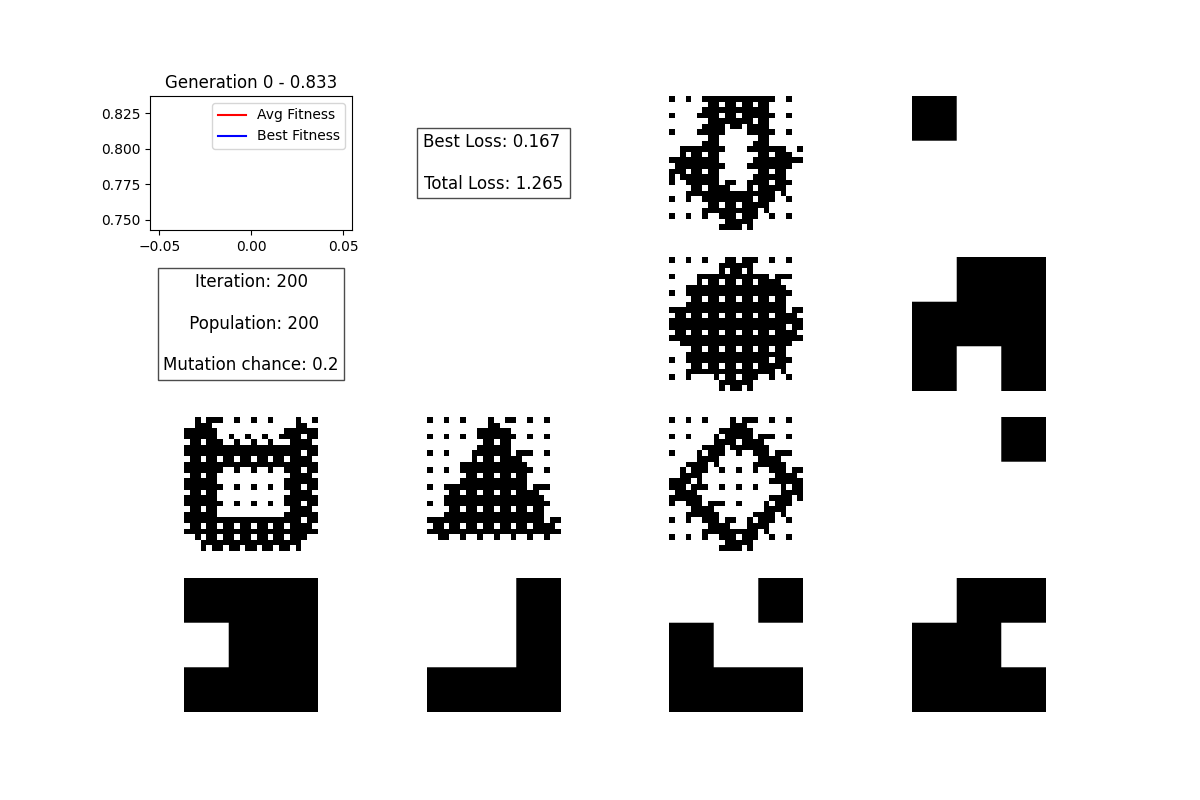 Generation 0 - 0.833
0.825
0.800
0.775
0.750
−0.05
0.00
0.05
Avg Fitness
Best Fitness
Best Loss: 0.167
Total Loss: 1.265
Iteration: 200
Population: 200
Mutation chance: 0.2